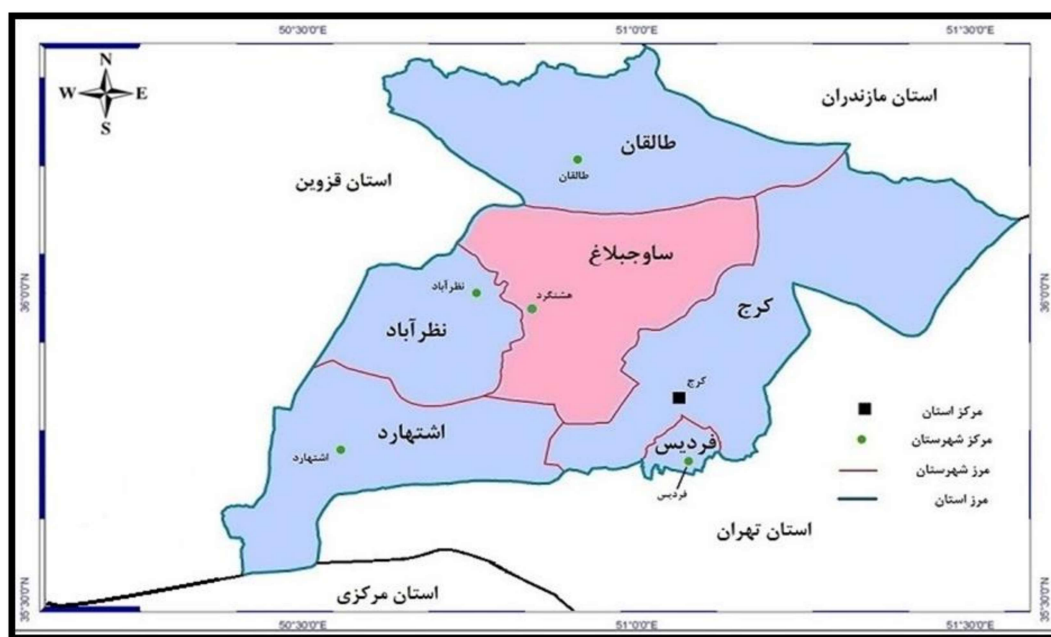 50°30'0"E
51°0'0"E
51°30'0"E
N
W E
S
استان مازندران
طالقان
طالقان
استان قزوین
ساوجبلاغ
36°0'0"N
36°0'0"N
نظرآباد
هشتگرد
کرج
نظرآباد
کرج
مرکز استان
اشتهارد
فردیس
مرکز شهرستان
اشتهارد
مرز شهرستان
فردیس
مرز استان
استان تهران
استان مرکزی
35°30'0"N
35°30'0"N
50°30'0"E
51°0'0"E
51°30'0"E